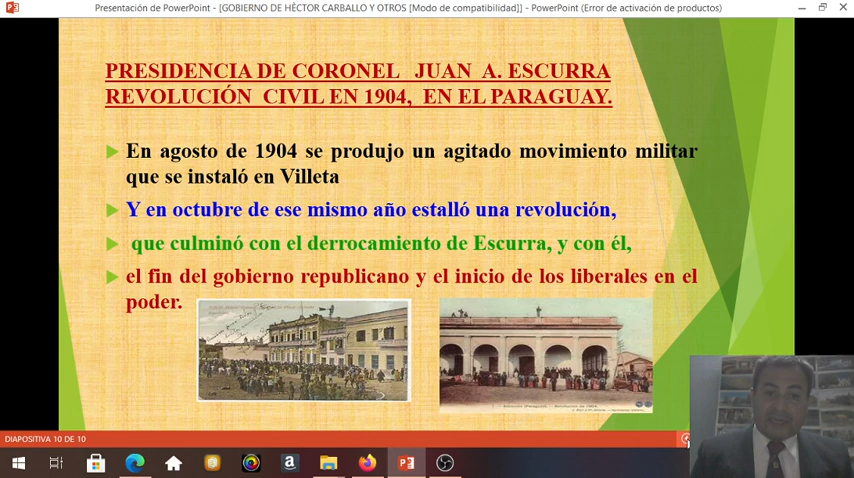 Presentación de PowerPoint - [GOBIERNO DE HÈCTOR CARBALLO Y OTROS [Modo de compatibilidad]] - PowerPoint (Error de activación de productos)
PRESIDENCIA DE CORONEL JUAN A. ESCURRA
REVOLUCIÓN CIVIL EN 1904, EN EL PARAGUAY.
En agosto de 1904 se produjo un agitado movimiento militar
que se instaló en Villeta
Y en octubre de ese mismo año estalló una revolución,
que culminó con el derrocamiento de Escurra, y con él,
el fin del gobierno republicano y el inicio de los liberales en el
poder.
DIAPOSITIVA 10 DE 10